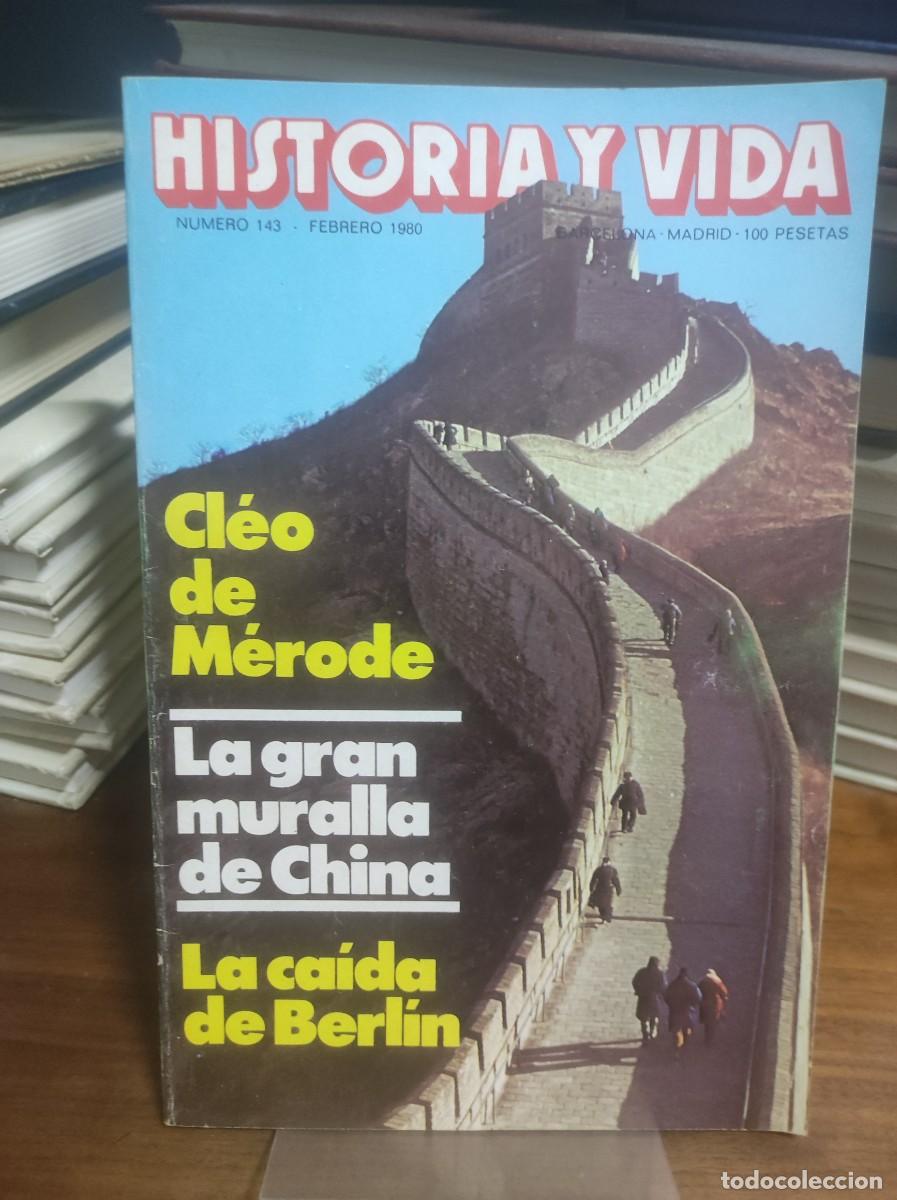 HISTORIA Y VIDA
NUMERO 143 - FEBRERO 1980
BARCELONA - MADRID - 100 PESETAS
Cléo
de
Mérode
La gran
muralla
de China
La caída
de Berlín
todocoleccion